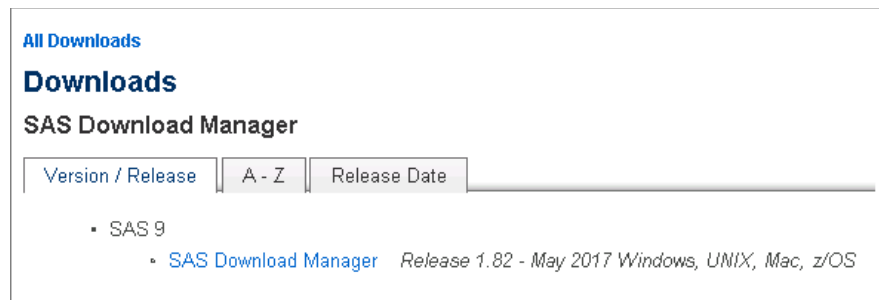 All Downloads
Downloads
SAS Download Manager
Version / Release A - Z Release Date
• SAS 9
• SAS Download Manager Release 1.82 - May 2017 Windows, UNIX, Mac, z/OS